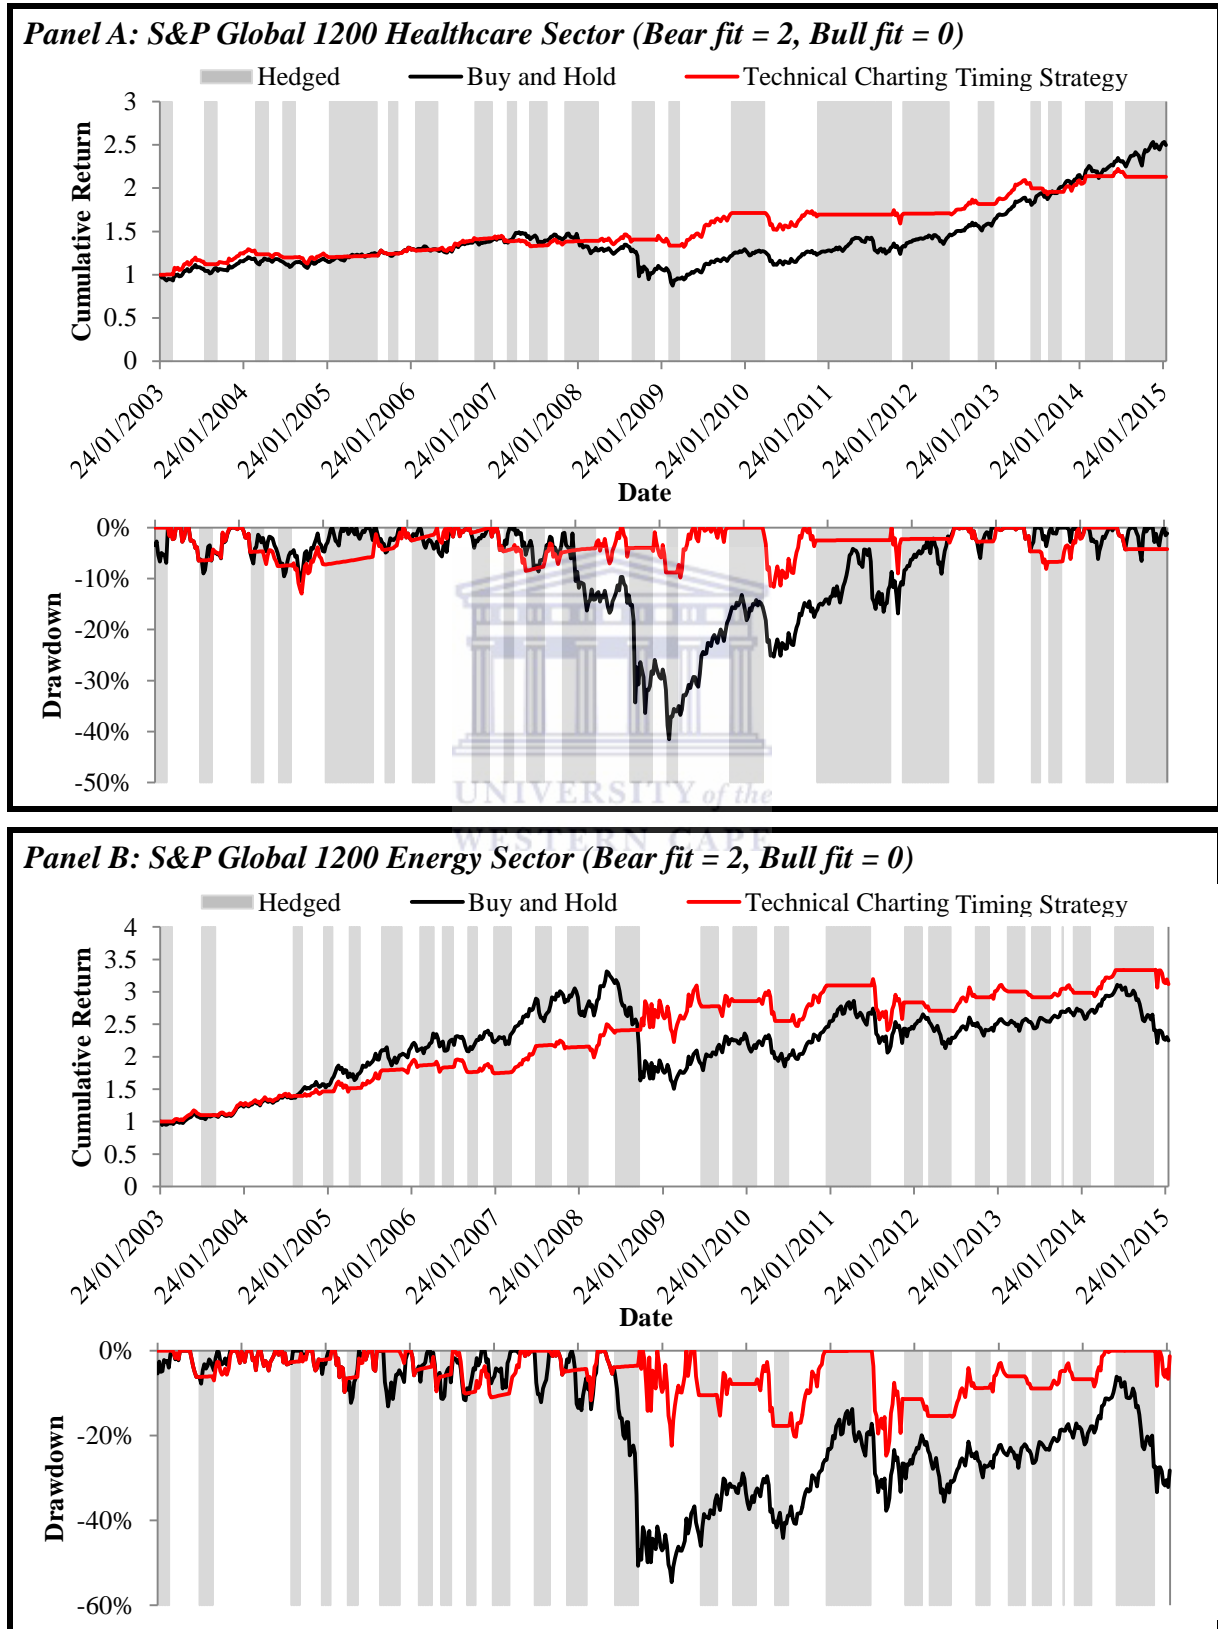 Panel A: S&P Global 1200 Healthcare Sector (Bear fit = 2, Bull fit = 0)
Hedged Buy and Hold Technical Charting Timing Strategy
Cumulative Return
3
2.5
2
1.5
1
0.5
0
24/01/2003 24/01/2004 24/01/2005 24/01/2006 24/01/2007 24/01/2008 24/01/2009 24/01/2010 24/01/2011 24/01/2012 24/01/2013 24/01/2014 24/01/2015
Date
Drawdown
0%
-10%
-20%
-30%
-40%
-50%
UNIVERSITY of the
WESTERN CAPE
Panel B: S&P Global 1200 Energy Sector (Bear fit = 2, Bull fit = 0)
Hedged Buy and Hold Technical Charting Timing Strategy
Cumulative Return
4
3.5
3
2.5
2
1.5
1
0.5
0
24/01/2003 24/01/2004 24/01/2005 24/01/2006 24/01/2007 24/01/2008 24/01/2009 24/01/2010 24/01/2011 24/01/2012 24/01/2013 24/01/2014 24/01/2015
Date
Drawdown
0%
-20%
-40%
-60%